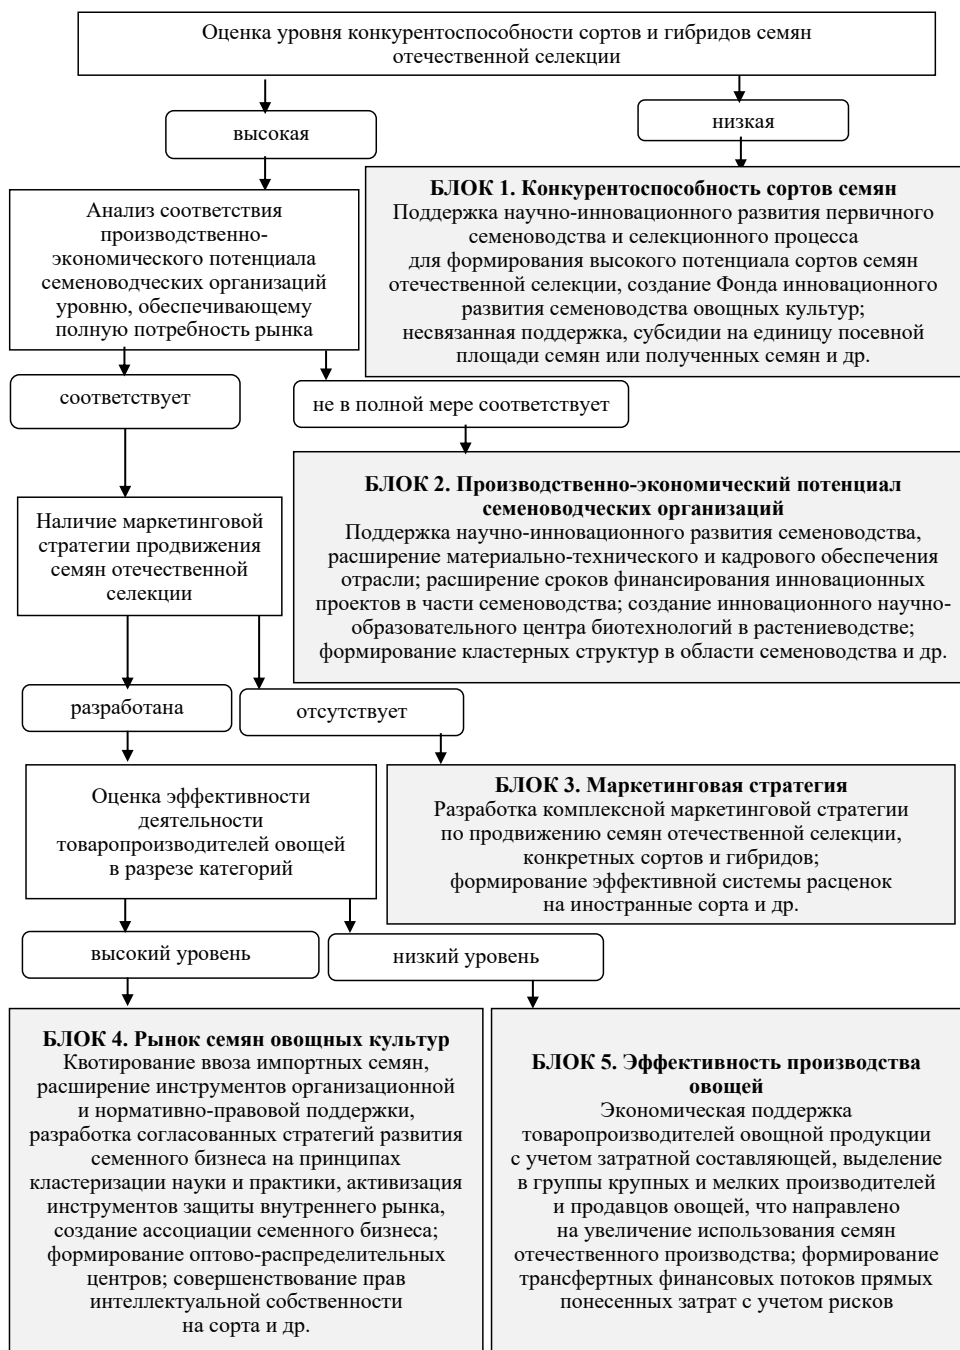 Оценка уровня конкурентоспособности сортов и гибридов семян
отечественной селекции
высокая
низкая
Анализ соответствия
производственно-
экономического потенциала
семеноводческих организаций
уровню, обеспечивающему
полную потребность рынка
БЛОК 1. Конкурентоспособность сортов семян
Поддержка научно-инновационного развития первичного
семеноводства и селекционного процесса
для формирования высокого потенциала сортов семян
отечественной селекции, создание Фонда инновационного
развития семеноводства овощных культур;
несвязанная поддержка, субсидии на единицу посевной
площади семян или полученных семян и др.
соответствует
не в полной мере соответствует
БЛОК 2. Производственно-экономический потенциал
семеноводческих организаций
Поддержка научно-инновационного развития семеноводства,
расширение материально-технического и кадрового обеспечения
отрасли; расширение сроков финансирования инновационных
проектов в части семеноводства; создание инновационного научно-
образовательного центра биотехнологий в растениеводстве;
формирование кластерных структур в области семеноводства и др.
Наличие маркетинговой
стратегии продвижения
семян отечественной
селекции
разработана
отсутствует
Оценка эффективности
деятельности
товаропроизводителей овощей
в разрезе категорий
БЛОК 3. Маркетинговая стратегия
Разработка комплексной маркетинговой стратегии
по продвижению семян отечественной селекции,
конкретных сортов и гибридов;
формирование эффективной системы расценок
на иностранные сорта и др.
высокий уровень
низкий уровень
БЛОК 4. Рынок семян овощных культур
Квотирование ввоза импортных семян,
расширение инструментов организационной
и нормативно-правовой поддержки,
разработка согласованных стратегий развития
семенного бизнеса на принципах
кластеризации науки и практики, активизация
инструментов защиты внутреннего рынка,
создание ассоциации семенного бизнеса;
формирование оптово-распределительных
центров; совершенствование прав
интеллектуальной собственности
на сорта и др.
БЛОК 5. Эффективность производства
овощей
Экономическая поддержка
товаропроизводителей овощной продукции
с учетом затратной составляющей, выделение
в группы крупных и мелких производителей
и продавцов овощей, что направлено
на увеличение использования семян
отечественного производства; формирование
трансфертных финансовых потоков прямых
понесенных затрат с учетом рисков